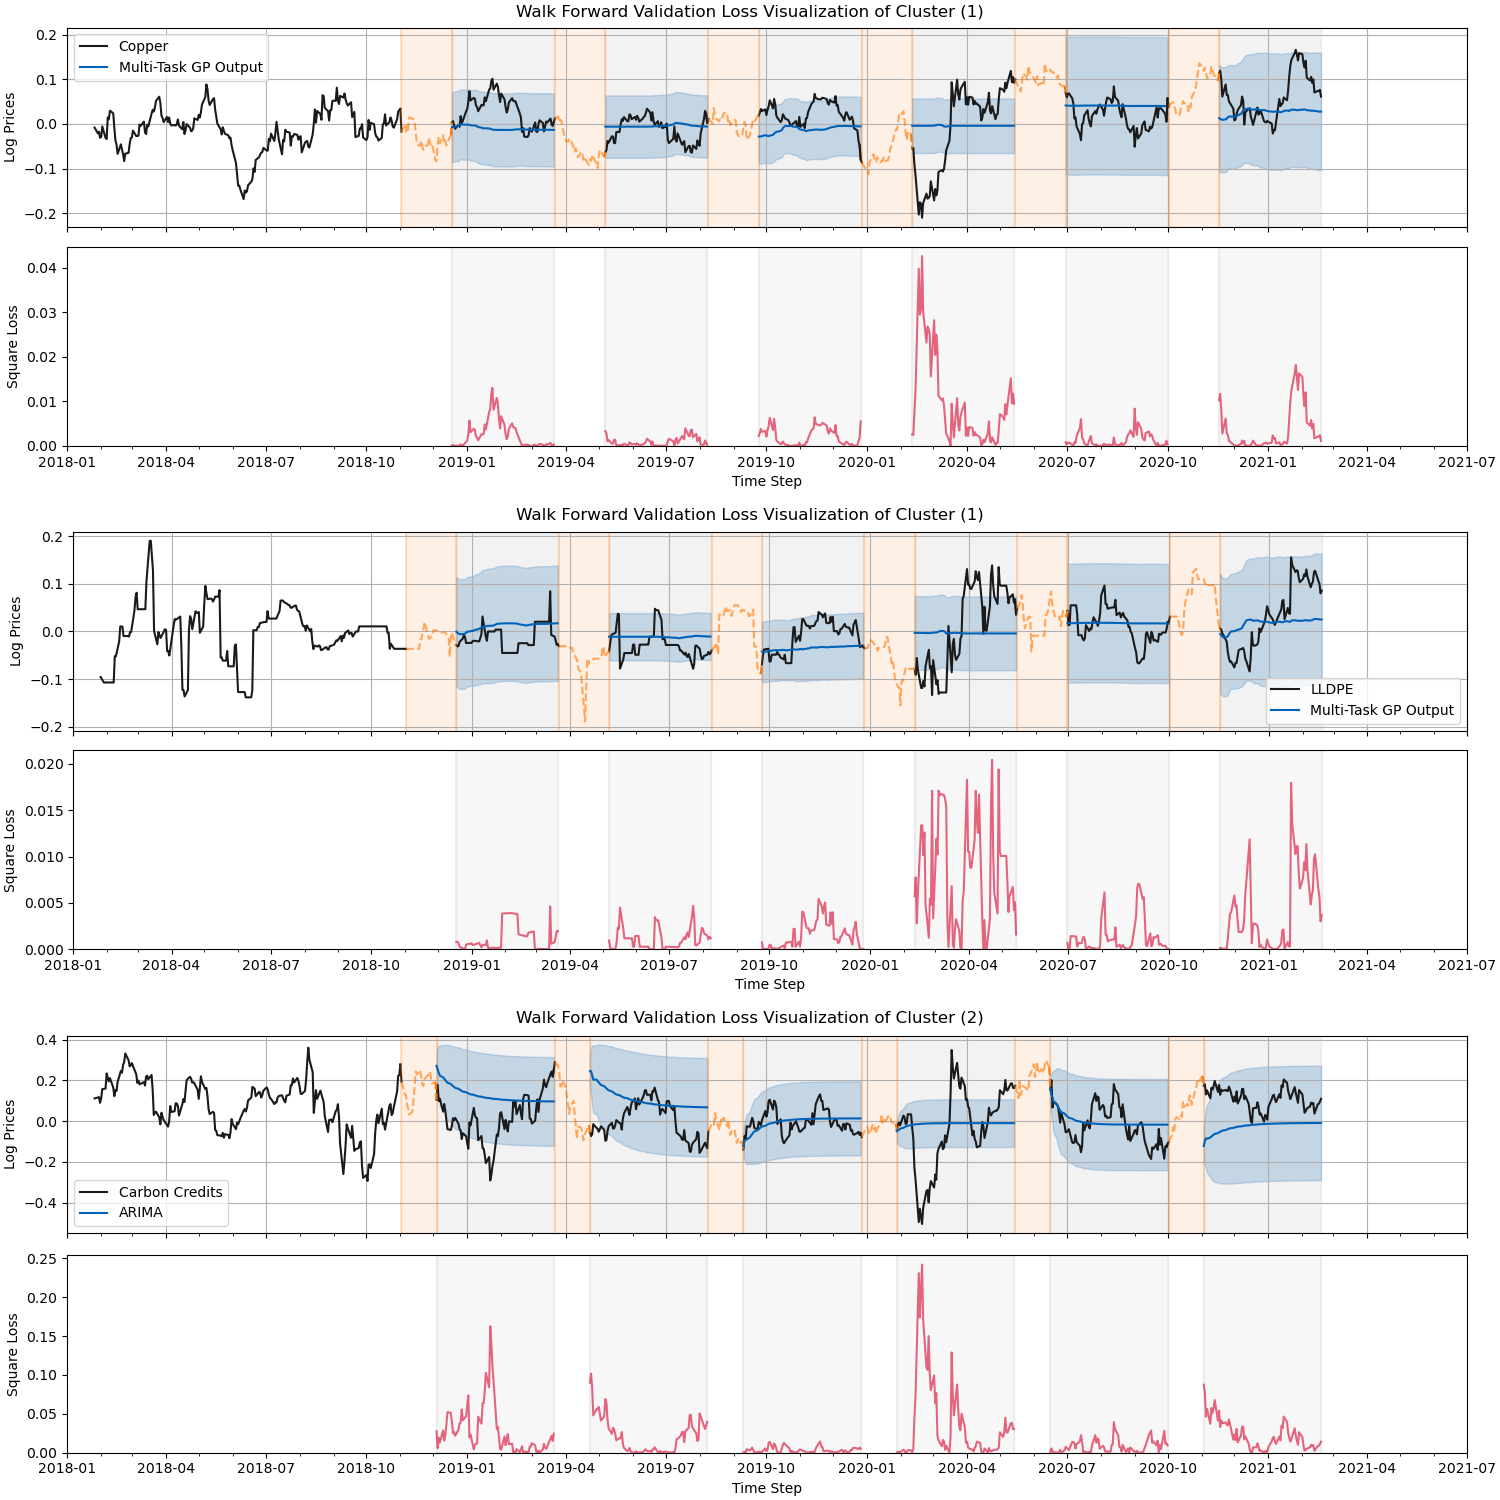 Walk Forward Validation Loss Visualization of Cluster (1)
Log Prices
0.2
0.1
0.0
−0.1
−0.2
Copper
Multi-Task GP Output
Square Loss
0.04
0.03
0.02
0.01
0.00
2018-01 2018-04 2018-07 2018-10 2019-01 2019-04 2019-07 2019-10 2020-01 2020-04 2020-07 2020-10 2021-01 2021-04 2021-07
Time Step
Walk Forward Validation Loss Visualization of Cluster (1)
Log Prices
0.2
0.1
0.0
−0.1
−0.2
LLDPE
Multi-Task GP Output
Square Loss
0.020
0.015
0.010
0.005
0.000
2018-01 2018-04 2018-07 2018-10 2019-01 2019-04 2019-07 2019-10 2020-01 2020-04 2020-07 2020-10 2021-01 2021-04 2021-07
Time Step
Walk Forward Validation Loss Visualization of Cluster (2)
Log Prices
0.4
0.2
0.0
−0.2
−0.4
Carbon Credits
ARIMA
Square Loss
0.25
0.20
0.15
0.10
0.05
0.00
2018-01 2018-04 2018-07 2018-10 2019-01 2019-04 2019-07 2019-10 2020-01 2020-04 2020-07 2020-10 2021-01 2021-04 2021-07
Time Step